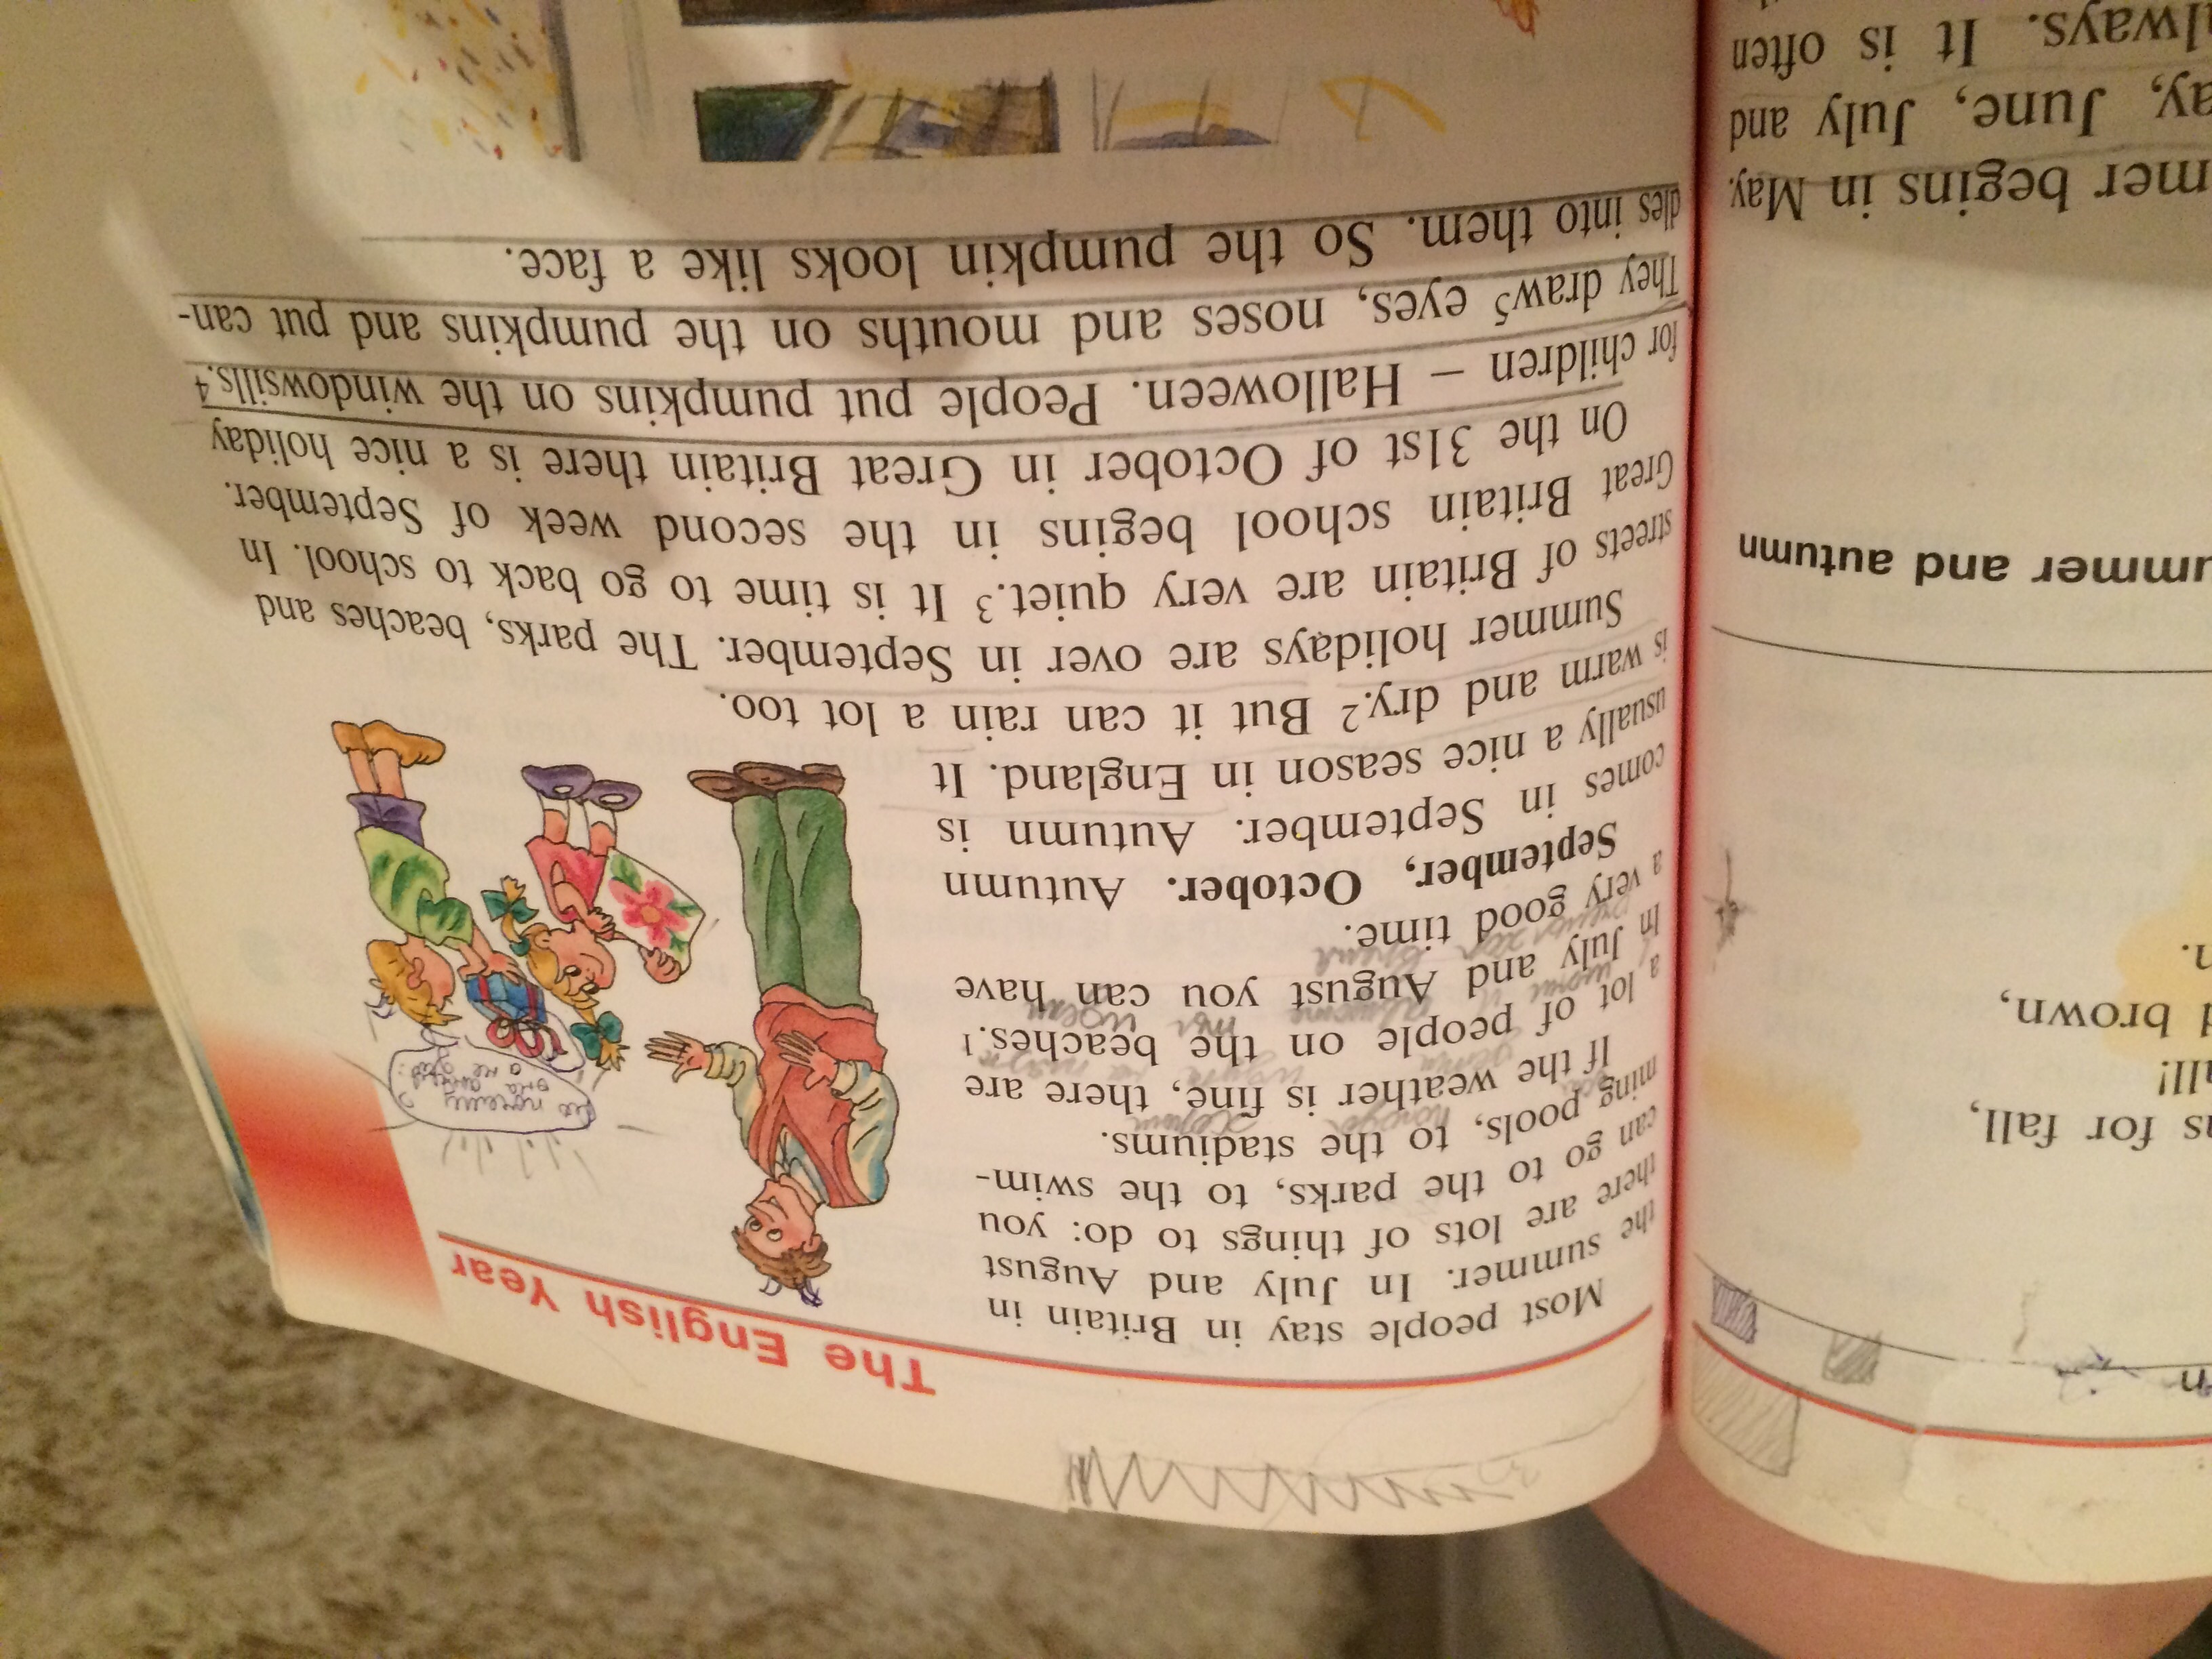 s for fall,
all!
d brown,
n.
ummer and autumn
mer begins in May.
ay, June, July and
lways. It is often
The English Year
Most people stay in Britain in
the summer. In July and August
there are lots of things to do: you
can go to the parks, to the swim-
ming pools, to the stadiums.
If the weather is fine, there are
a lot of people on the beaches.1
In July and August you can have
a very good time.
September, October. Autumn
comes in September. Autumn is
usually a nice season in England. It
is warm and dry.2 But it can rain a lot too.
Summer holidays are over in September. The parks, beaches and
streets of Britain are very quiet.3 It is time to go back to school. In
Great Britain school begins in the second week of September.
On the 31st of October in Great Britain there is a nice holiday
for children – Halloween. People put pumpkins on the windowsills.4
They draw5 eyes, noses and mouths on the pumpkins and put can-
dles into them. So the pumpkin looks like a face.